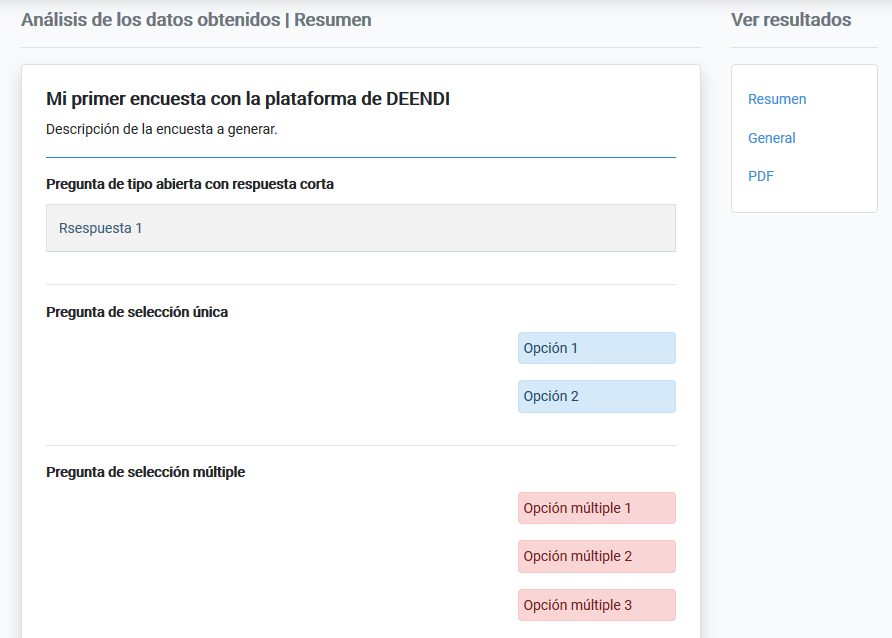 Análisis de los datos obtenidos | Resumen
Ver resultados
Mi primer encuesta con la plataforma de DEENDI
Descripción de la encuesta a generar.
Pregunta de tipo abierta con respuesta corta
Rsespuesta 1
Pregunta de selección única
Opción 1
Opción 2
Pregunta de selección múltiple
Opción múltiple 1
Opción múltiple 2
Opción múltiple 3
Resumen
General
PDF